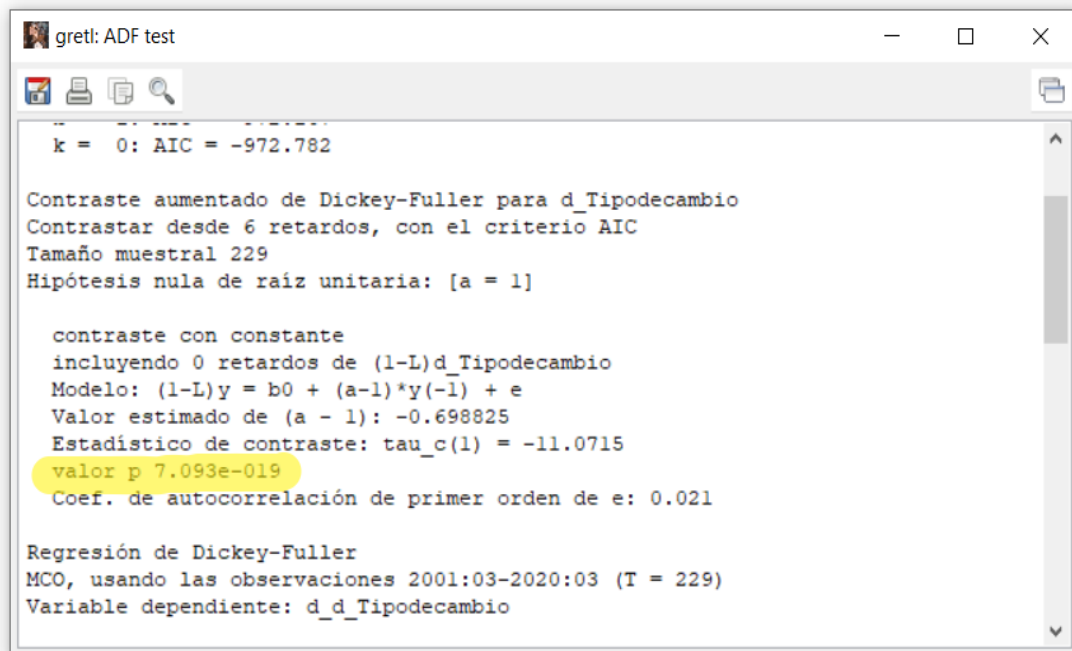 gretl: ADF test
k = 0: AIC = -972.782
Contraste aumentado de Dickey-Fuller para d_Tipodecambio
Contrastar desde 6 retardos, con el criterio AIC
Tamaño muestral 229
Hipótesis nula de raíz unitaria: [a = 1]
contraste con constante
incluyendo 0 retardos de (1-L)d_Tipodecambio
Modelo: (1-L)y = b0 + (a-1)*y(-1) + e
Valor estimado de (a - 1): -0.698825
Estadístico de contraste: tau_c(1) = -11.0715
valor p 7.093e-019
Coef. de autocorrelación de primer orden de e: 0.021
Regresión de Dickey-Fuller
MCO, usando las observaciones 2001:03-2020:03 (T = 229)
Variable dependiente: d_d_Tipodecambio